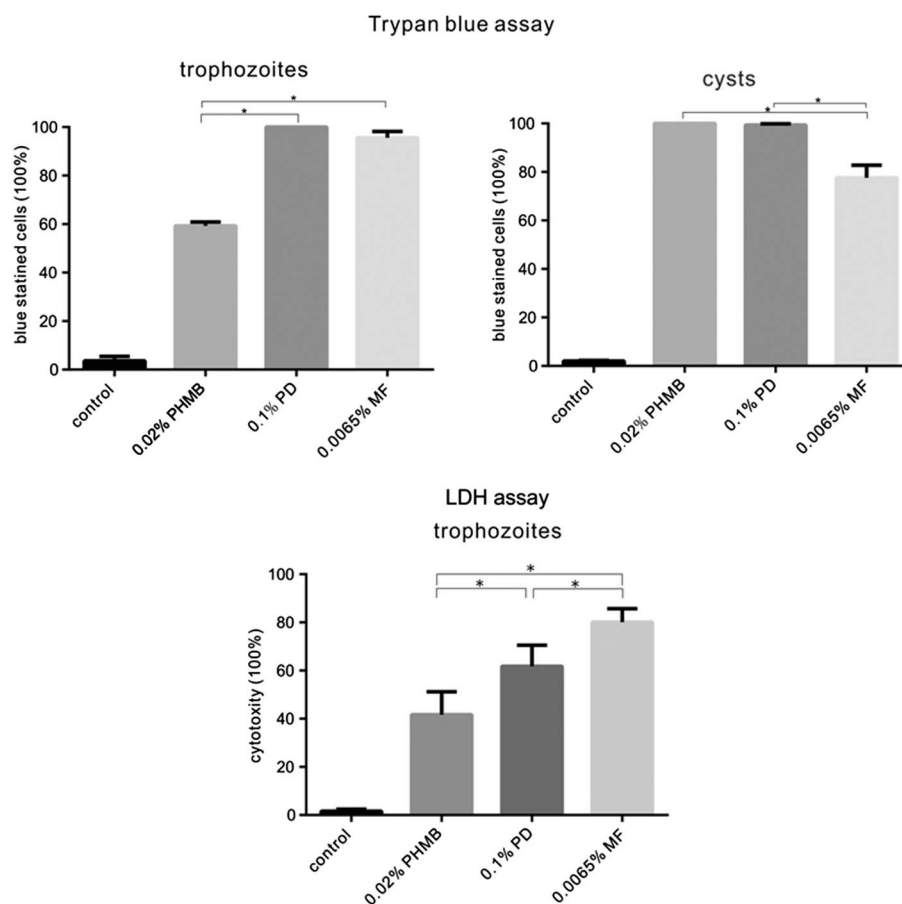 Trypan blue assay
trophozoites
* 
*
blue statined cells (100%)
100
80
60
40
20
0
control
0.02% PHMB
0.1% PD
0.0065% MF
cysts
*
*
blue stained cells (100%)
100
80
60
40
20
0
control
0.02% PHMB
0.1% PD
0.0065% MF
LDH assay
trophozoites
*
*
*
cytotoxity (100%)
100
80
60
40
20
0
control
0.02% PHMB
0.1% PD
0.0065% MF